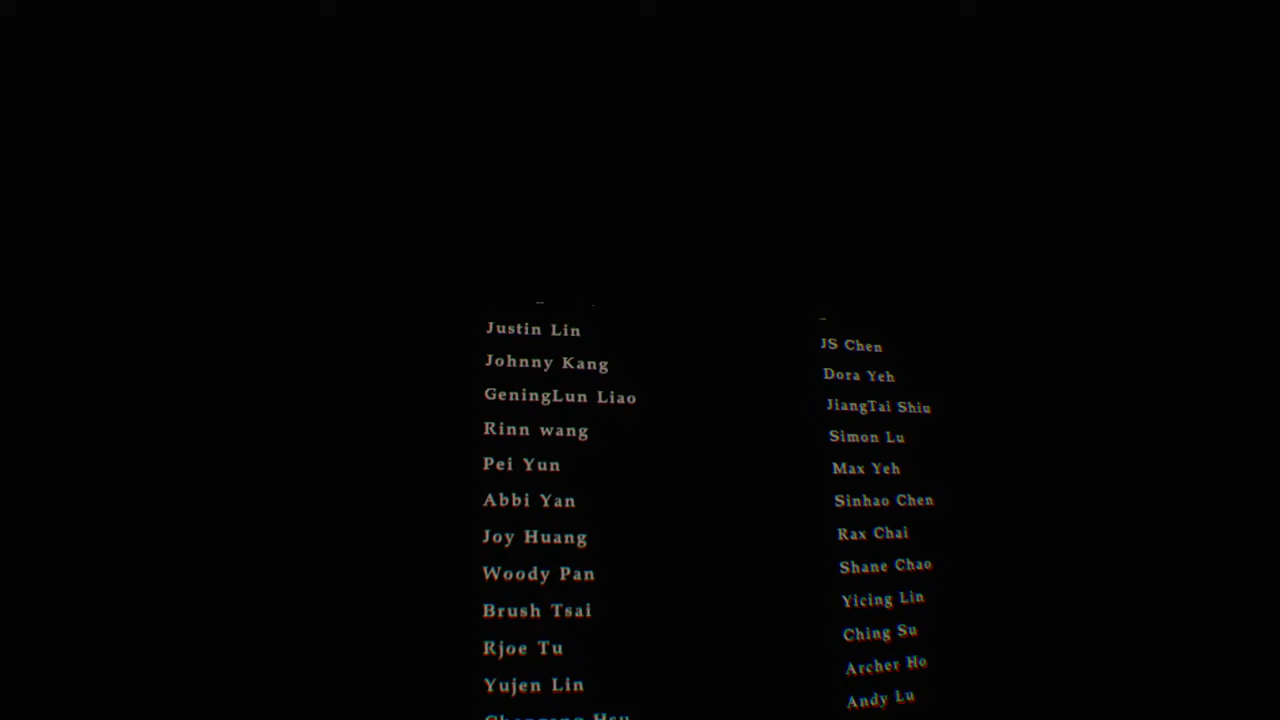 Justin Lin
Johnny Kang
GeningLun Liao
Rinn wang
Pei Yun
Abbi Yan
Joy Huang
Woody Pan
Brush Tsai
Rjoe Tu
Yujen Lin
JS Chen
Dora Yeh
JiangTai Shiu
Simon Lu
Max Yeh
Sinhao Chen
Rax Chai
Shane Chao
Yicing Lin
Ching Su
Archer Ho
Andy Lu